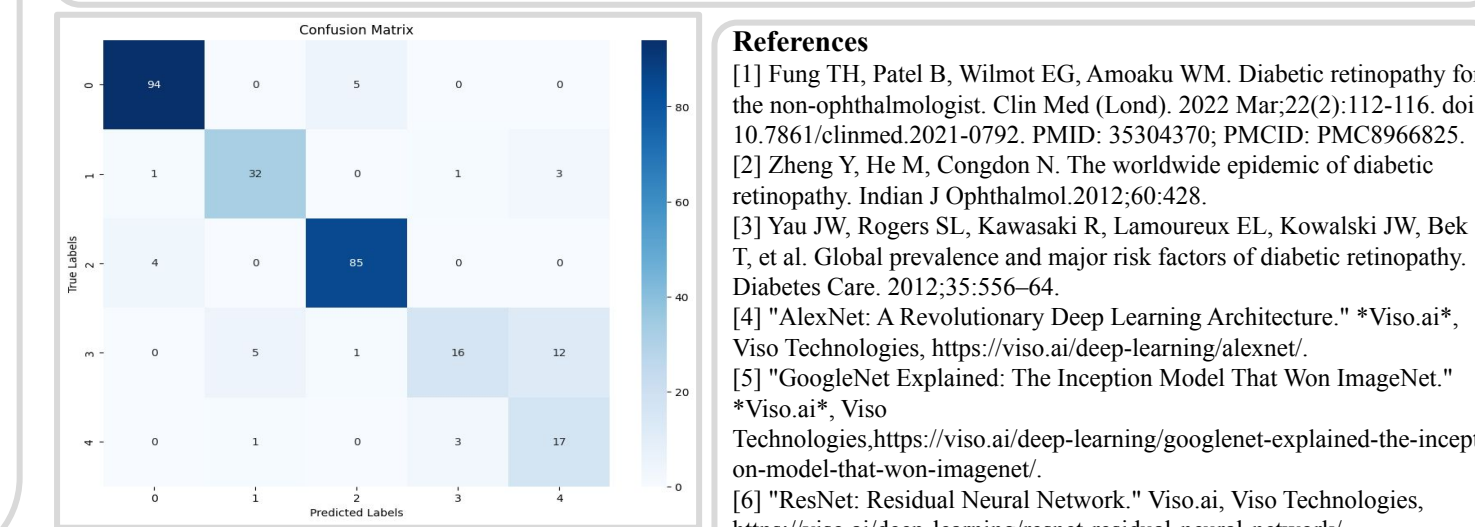 Confusion Matrix
0 94 0 5 0 0
80
1 1 32 0 1 3
60
True Labels
2 4 0 85 0 0
40
3 0 5 1 16 12
20
4 0 1 0 3 17
0
0 1 2 3 4
Predicted Labels
References
[1] Fung TH, Patel B, Wilmot EG, Amoaku WM. Diabetic retinopathy for
the non-ophthalmologist. Clin Med (Lond). 2022 Mar;22(2):112-116. doi
10.7861/clinmed.2021-0792. PMID: 35304370; PMCID: PMC8966825.
[2] Zheng Y, He M, Congdon N. The worldwide epidemic of diabetic
retinopathy. Indian J Ophthalmol.2012;60:428.
[3] Yau JW, Rogers SL, Kawasaki R, Lamoureux EL, Kowalski JW, Bek
T, et al. Global prevalence and major risk factors of diabetic retinopathy.
Diabetes Care. 2012;35:556–64.
[4] "AlexNet: A Revolutionary Deep Learning Architecture." *Viso.ai*,
Viso Technologies, https://viso.ai/deep-learning/alexnet/.
[5] "GoogleNet Explained: The Inception Model That Won ImageNet."
*Viso.ai*, Viso
Technologies,https://viso.ai/deep-learning/googlenet-explained-the-incept
on-model-that-won-imagenet/.
[6] "ResNet: Residual Neural Network." Viso.ai, Viso Technologies,
https://viso.ai/deep-learning/resnet-residual-neural-network/